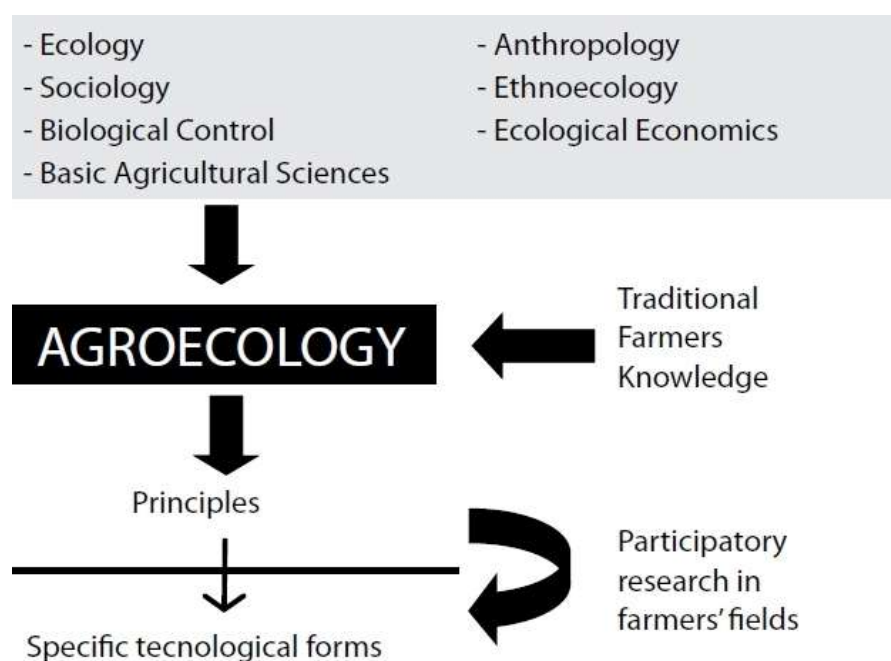 - Ecology
- Sociology
- Biological Control
- Basic Agricultural Sciences
- Anthropology
- Ethnoecology
- Ecological Economics
AGROECOLOGY
Traditional
Farmers
Knowledge
Principles
Participatory
research in
farmers' fields
Specific tecnological forms